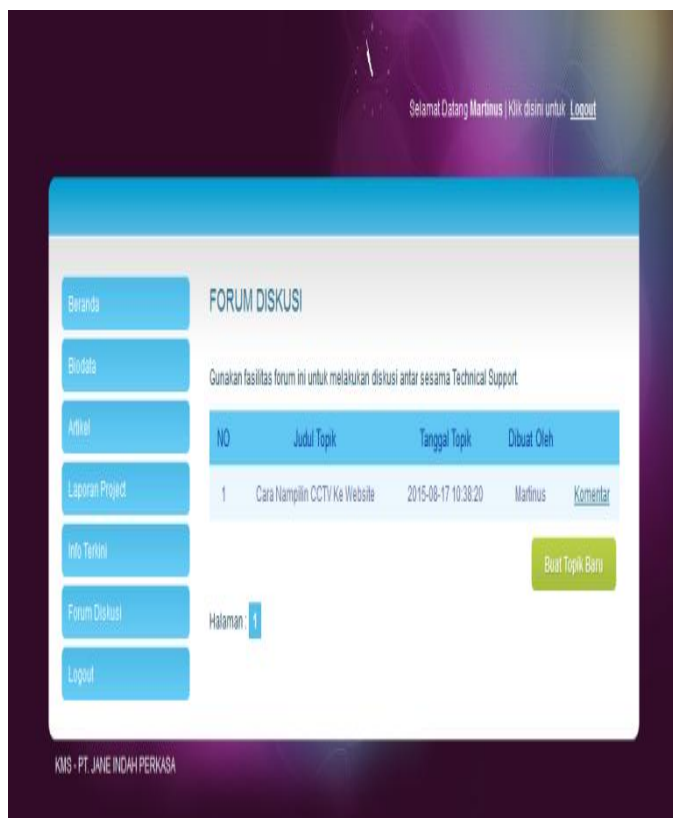 Selamat Datang Martinus | Klik disini untuk Logout
Beranda
Biodata
Artikel
Laporan Project
Info Terkini
Forum Diskusi
Logout
FORUM DISKUSI
Gunakan fasilitas forum ini untuk melakukan diskusi antar sesama Technical Support.
NO Judul Topik Tanggal Topik Dibuat Oleh
1 Cara Nampilin CCTV Ke Website 2015-08-17 10:38:20 Martinus Komentar
Buat Topik Baru
Halaman : 1
KMS - PT. JANE INDAH PERKASA